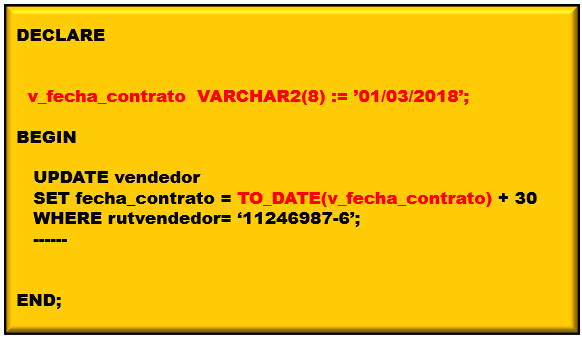 DECLARE
v_fecha_contrato VARCHAR2(8) := ’01/03/2018’;
BEGIN
UPDATE vendedor
SET fecha_contrato = TO_DATE(v_fecha_contrato) + 30
WHERE rutvendedor= ‘11246987-6’;
------
END;